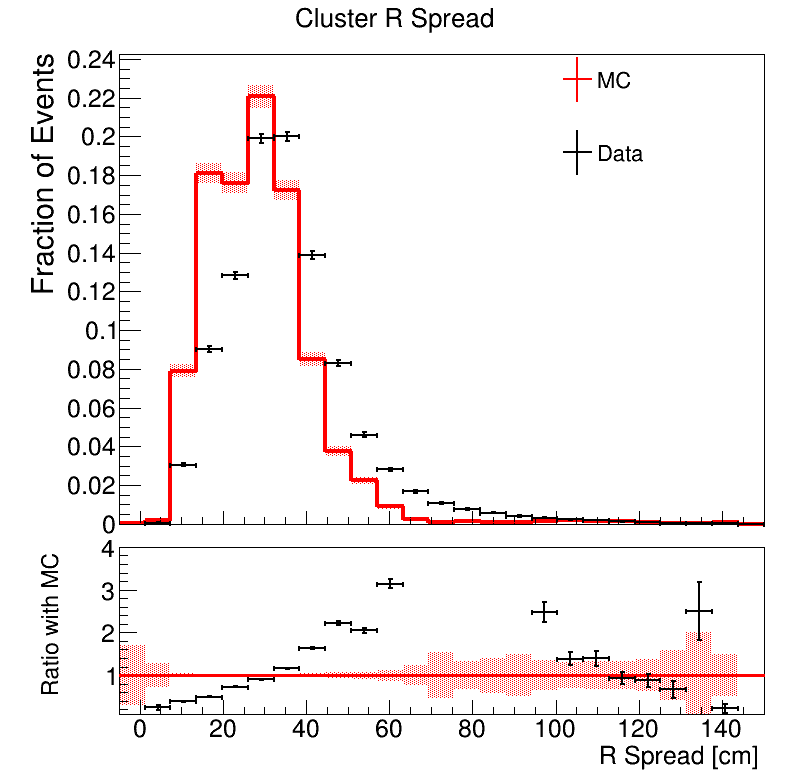 Cluster R Spread
Fraction of Events
0.24
0.22
0.2
0.18
0.16
0.14
0.12
0.1
0.08
0.06
0.04
0.02
0
MC
Data
Ratio with MC
4
3
2
1
0 20 40 60 80 100 120 140
R Spread [cm]